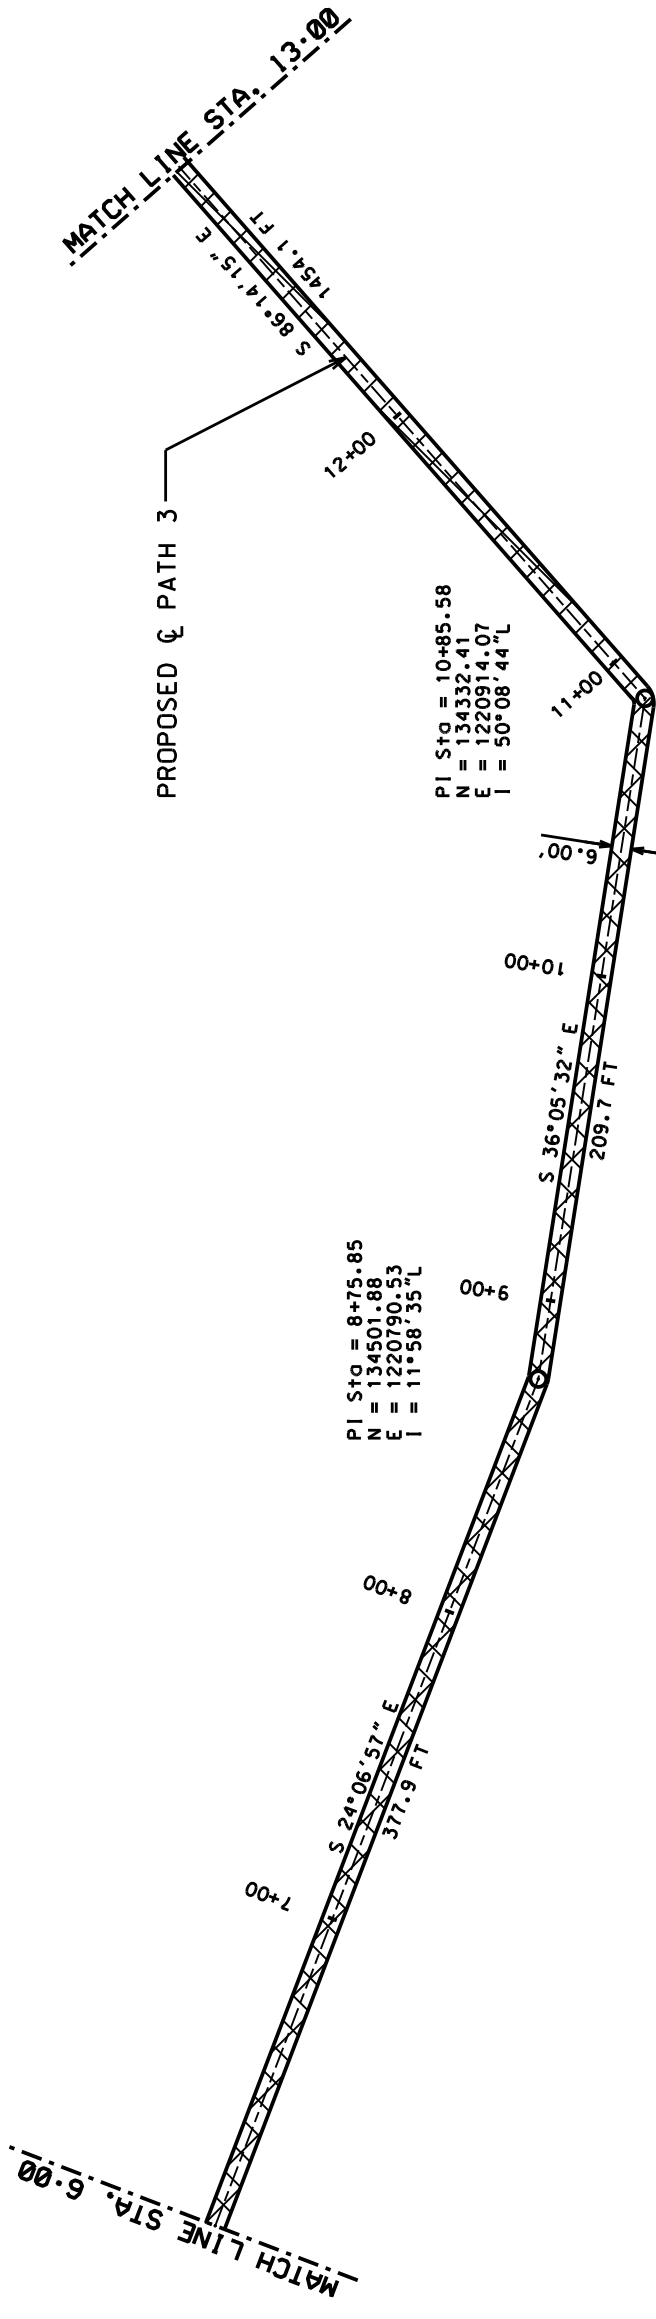 MATCH LINE STA. 13+00
S 86°14'15" E
1454.1 FT
PROPOSED ℄ PATH 3
12+00
11+00
PI Sta = 10+85.58
N = 134332.41
E = 1220914.07
I = 50°08'44"L
6.00'
10+00
S 36°05'32" E
209.7 FT
9+00
PI Sta = 8+75.85
N = 134501.88
E = 1220790.53
I = 11°58'35"L
8+00
S 24°06'57" E
377.9 FT
7+00
MATCH LINE STA. 6+00